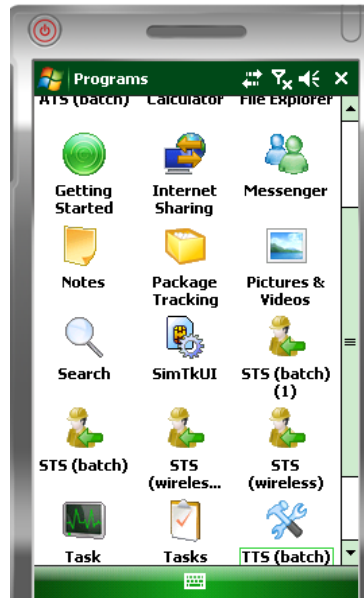 Programs
ATS (batch) Calculator File Explorer
Getting Internet Messenger
Started Sharing
Notes Package Pictures &
Tracking Videos
Search SimTkUI STS (batch)
(1)
STS (batch) STS STS
(wireles... (wireless)
Task Tasks TTS (batch)